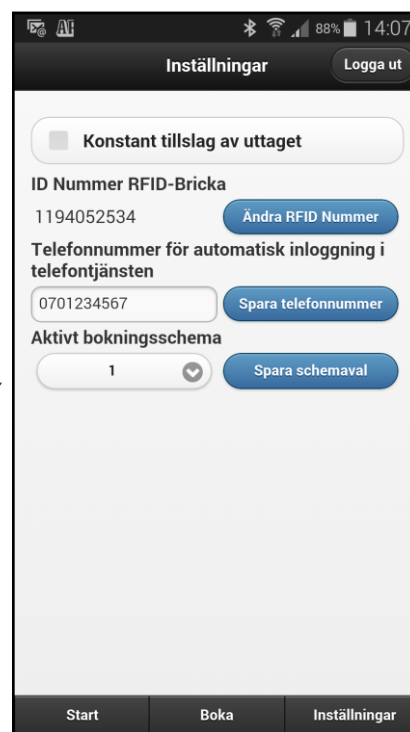 88% 14:07
Inställningar Logga ut
Konstant tillslag av uttaget
ID Nummer RFID-Bricka
1194052534 Ändra RFID Nummer
Telefonnummer för automatisk inloggning i
telefontjänsten
0701234567 Spara telefonnummer
Aktivt bokningsschema
1 Spara schemaval
Start Boka Inställningar